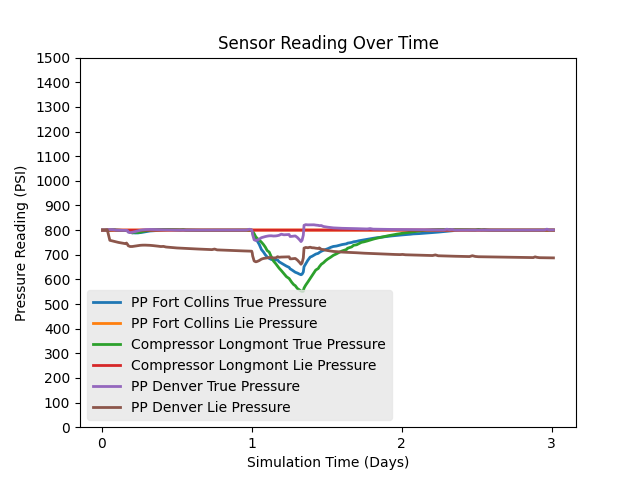 Sensor Reading Over Time
Pressure Reading (PSI)
1500
1400
1300
1200
1100
1000
900
800
700
600
500
400
300
200
100
0
PP Fort Collins True Pressure
PP Fort Collins Lie Pressure
Compressor Longmont True Pressure
Compressor Longmont Lie Pressure
PP Denver True Pressure
PP Denver Lie Pressure
0 1 2 3
Simulation Time (Days)